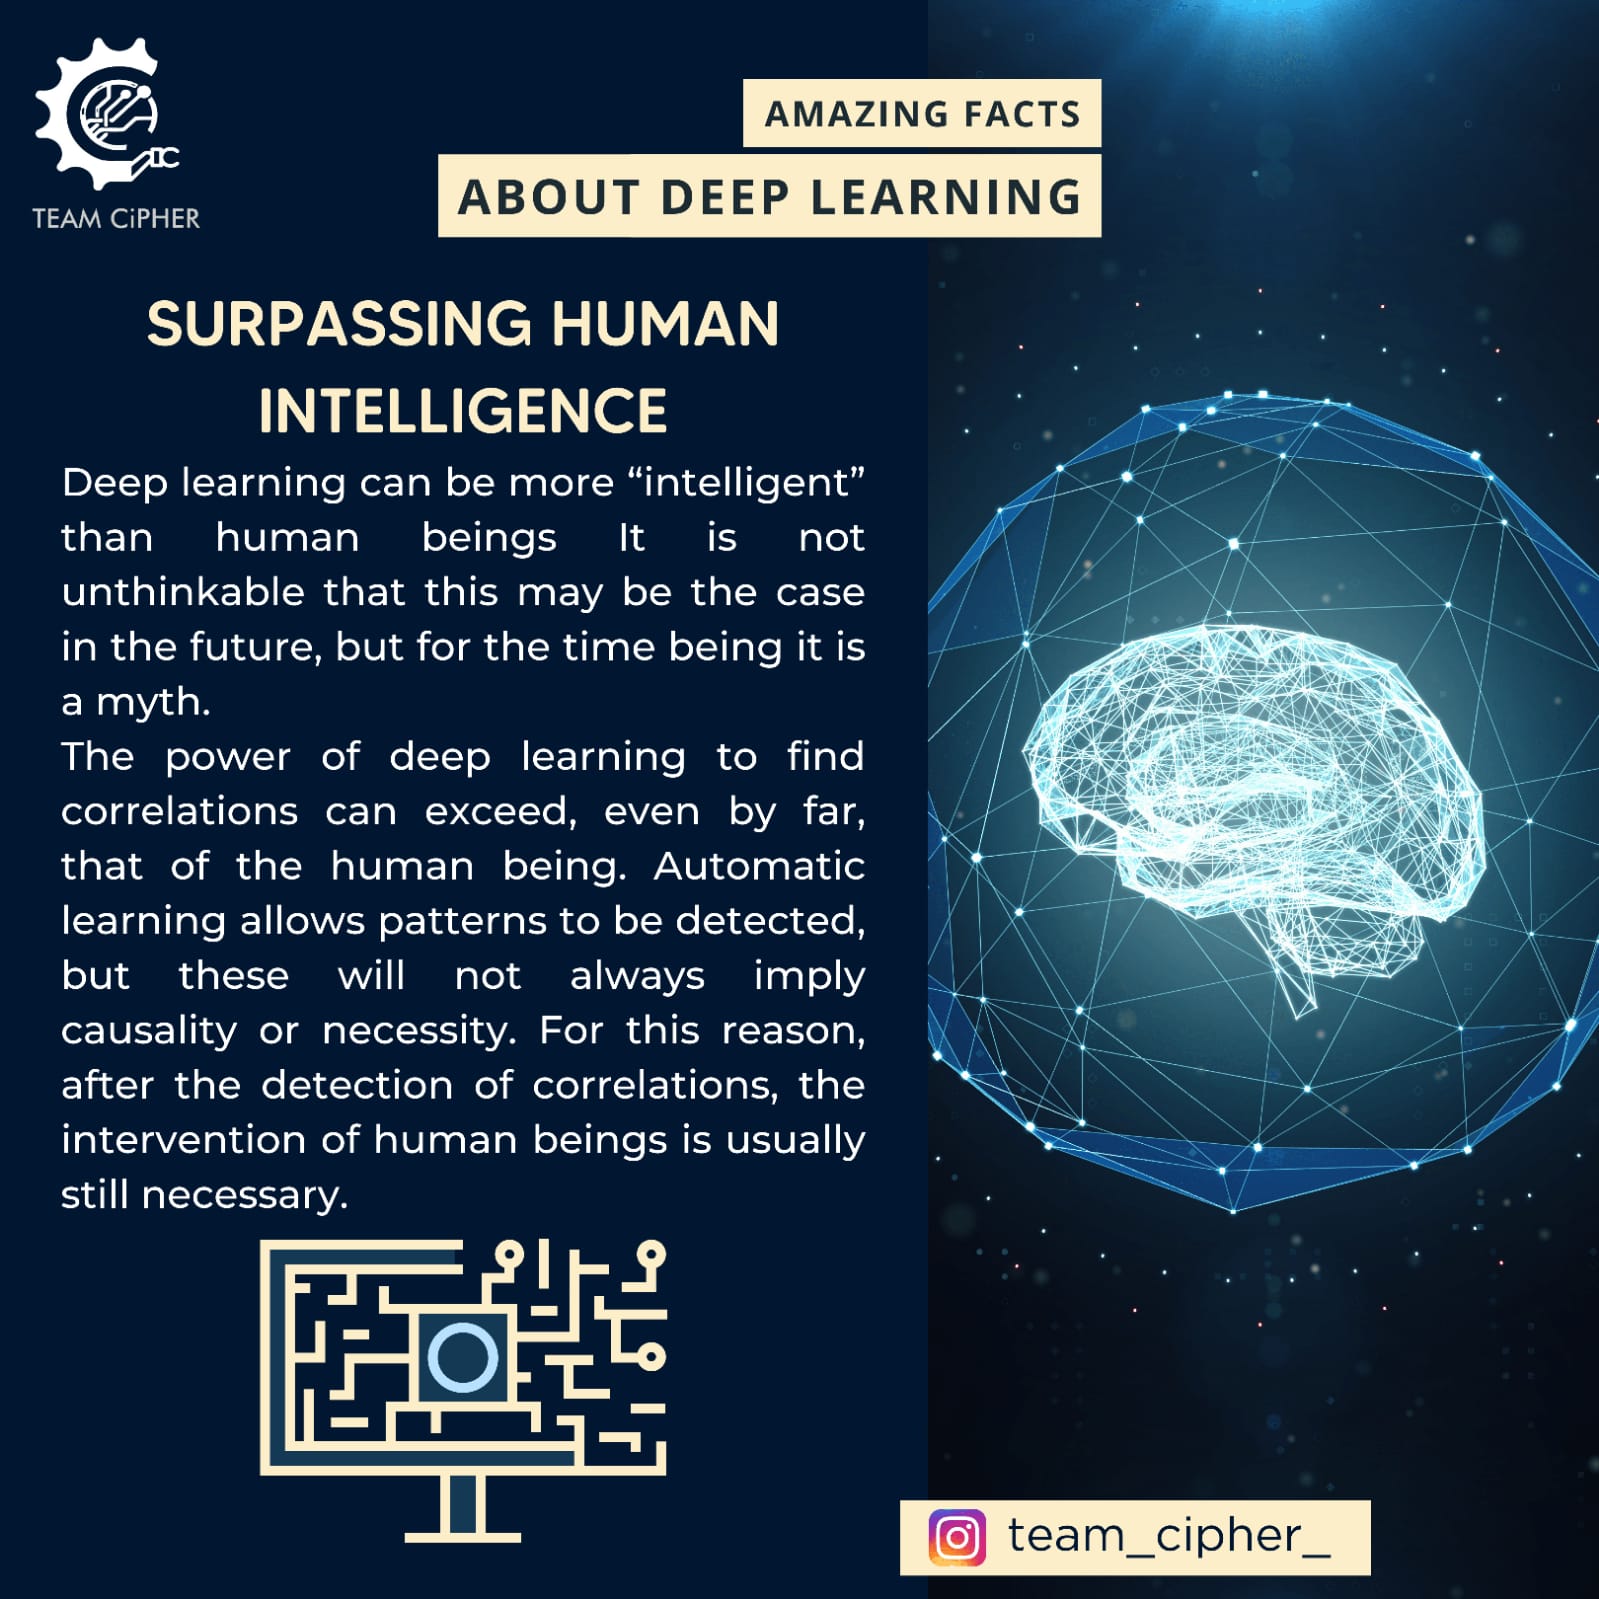 TEAM CiPHER
AMAZING FACTS
ABOUT DEEP LEARNING
SURPASSING HUMAN
INTELLIGENCE
Deep learning can be more “intelligent”
than human beings It is not
unthinkable that this may be the case
in the future, but for the time being it is
a myth.
The power of deep learning to find
correlations can exceed, even by far,
that of the human being. Automatic
learning allows patterns to be detected,
but these will not always imply
causality or necessity. For this reason,
after the detection of correlations, the
intervention of human beings is usually
still necessary.
team_cipher_